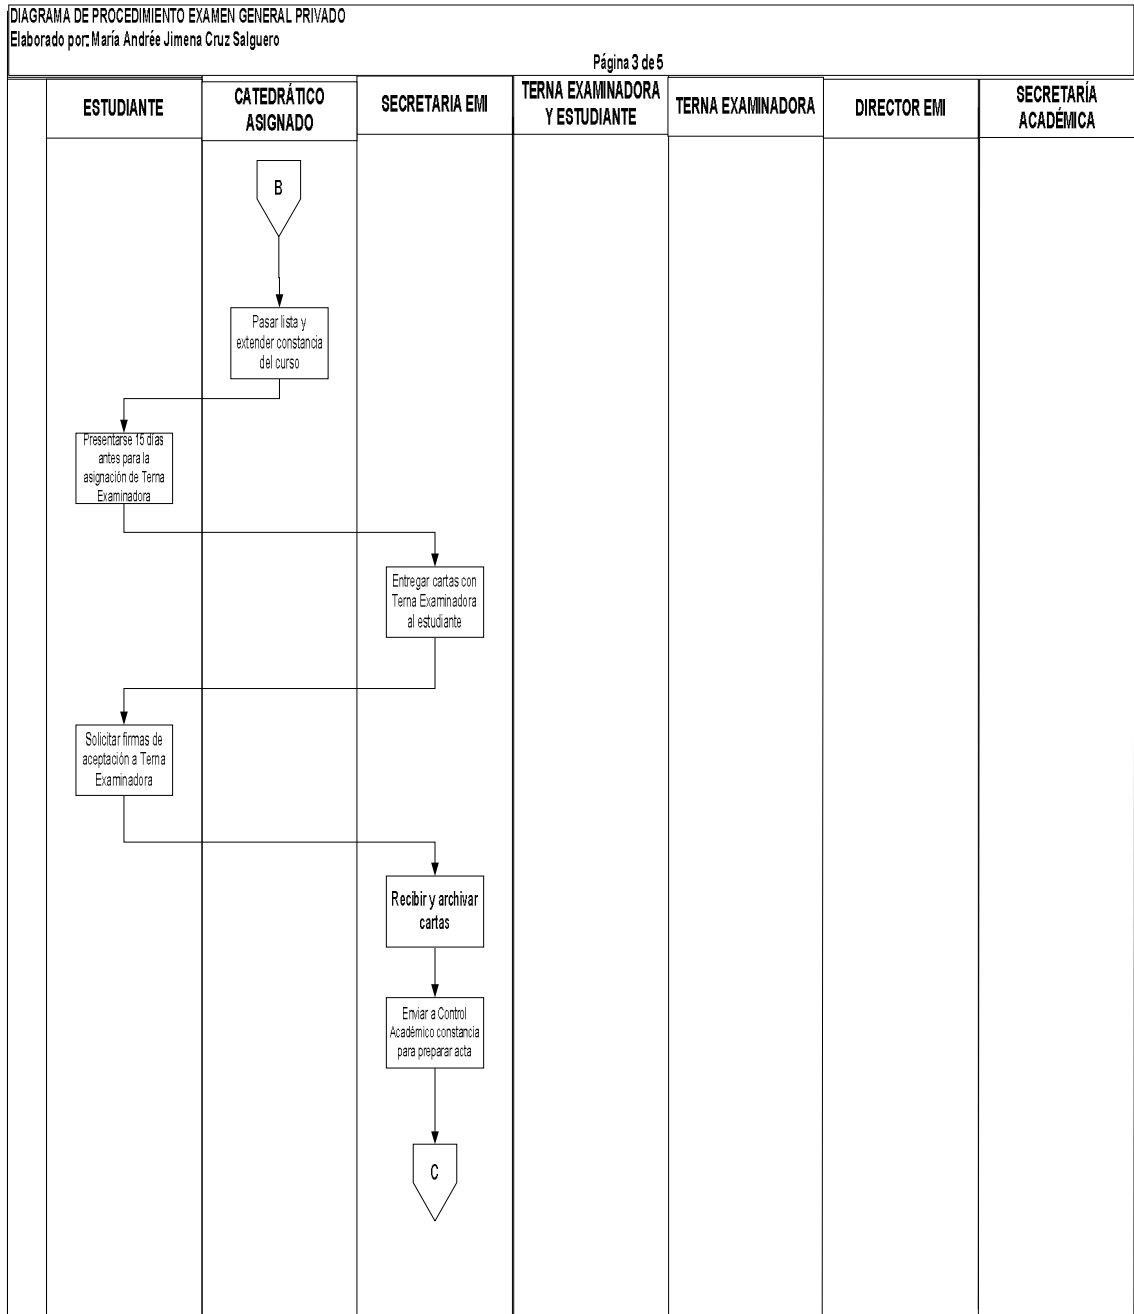 DIAGRAMA DE PROCEDIMIENTO EXAMEN GENERAL PRIVADO
Elaborado por: María Andrée Jimena Cruz Salguero
Página 3 de 5
ESTUDIANTE
CATEDRÁTICO
ASIGNADO
SECRETARIA EMI
TERNA EXAMINADORA
Y ESTUDIANTE
TERNA EXAMINADORA
DIRECTOR EMI
SECRETARÍA
ACADÉMICA
B
Pasar lista y
extender constancia
del curso
Presentarse 15 días
antes para la
asignación de Terna
Examinadora
Entregar cartas con
Terna Examinadora
al estudiante
Solicitar firmas de
aceptación a Terna
Examinadora
Recibir y archivar
cartas
Enviar a Control
Académico constancia
para preparar acta
C